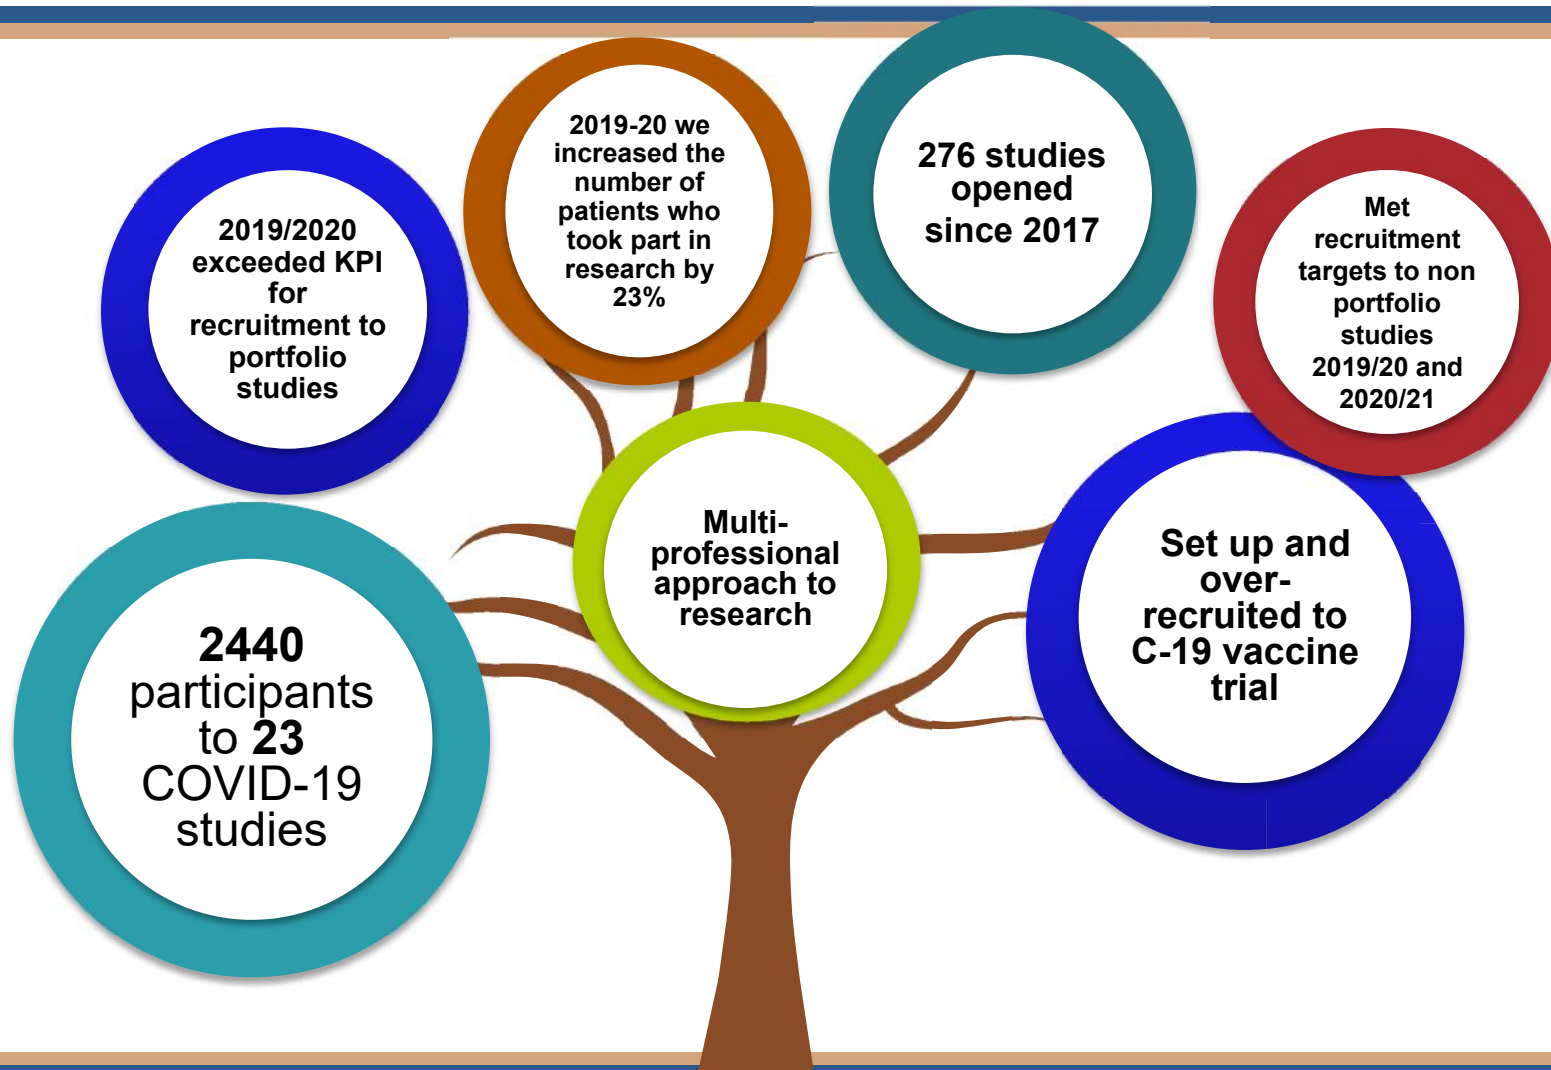 2019/2020
exceeded KPI
for
recruitment to
portfolio
studies
2019-20 we
increased the
number of
patients who
took part in
research by
23%
276 studies
opened
since 2017
Met
recruitment
targets to non
portfolio
studies
2019/20 and
2020/21
2440
participants
to 23
COVID-19
studies
Multi-
professional
approach to
research
Set up and
over-
recruited to
C-19 vaccine
trial